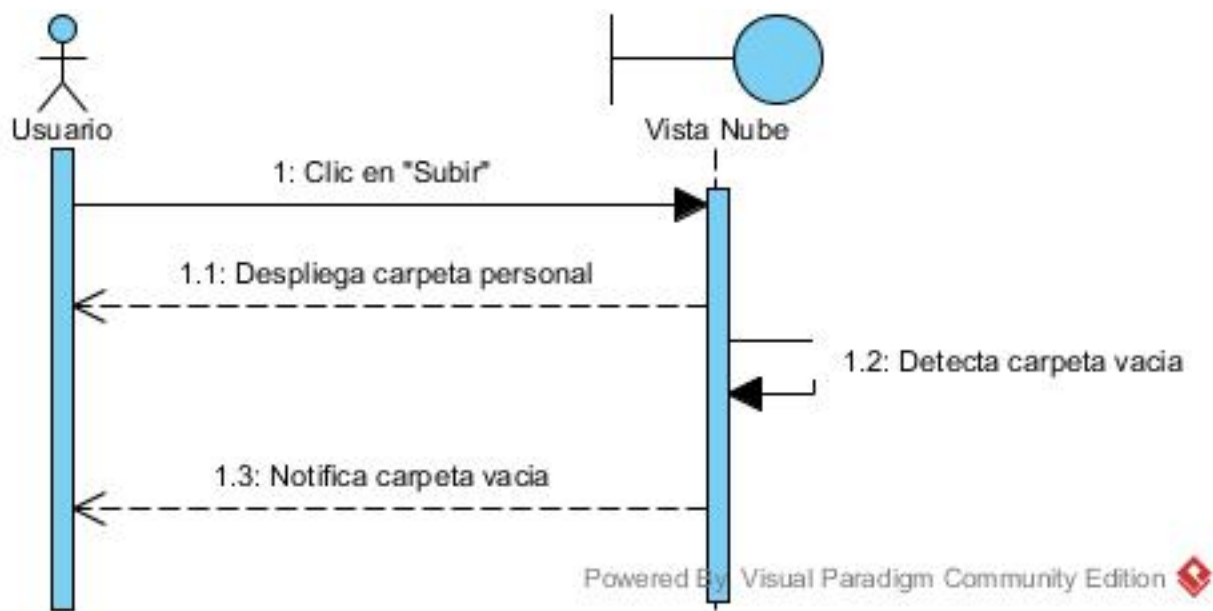 Usuario
Vista Nube
1: Clic en "Subir"
1.1: Despliega carpeta personal
1.2: Detecta carpeta vacia
1.3: Notifica carpeta vacia
Powered By Visual Paradigm Community Edition